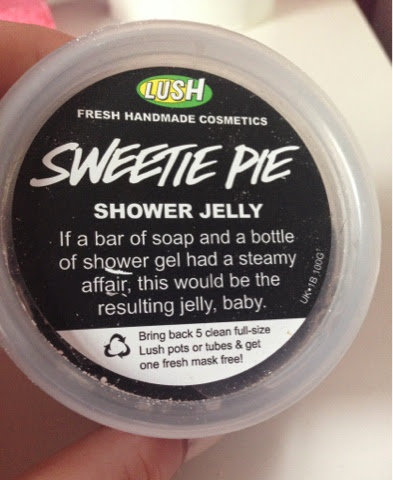 LUSH
FRESH HANDMADE COSMETICS
SWEETIE PIE
SHOWER JELLY
If a bar of soap and a bottle
of shower gel had a steamy
affair, this would be the
resulting jelly, baby.
UK•1B 100G
Bring back 5 clean full-size
Lush pots or tubes & get
one fresh mask free!